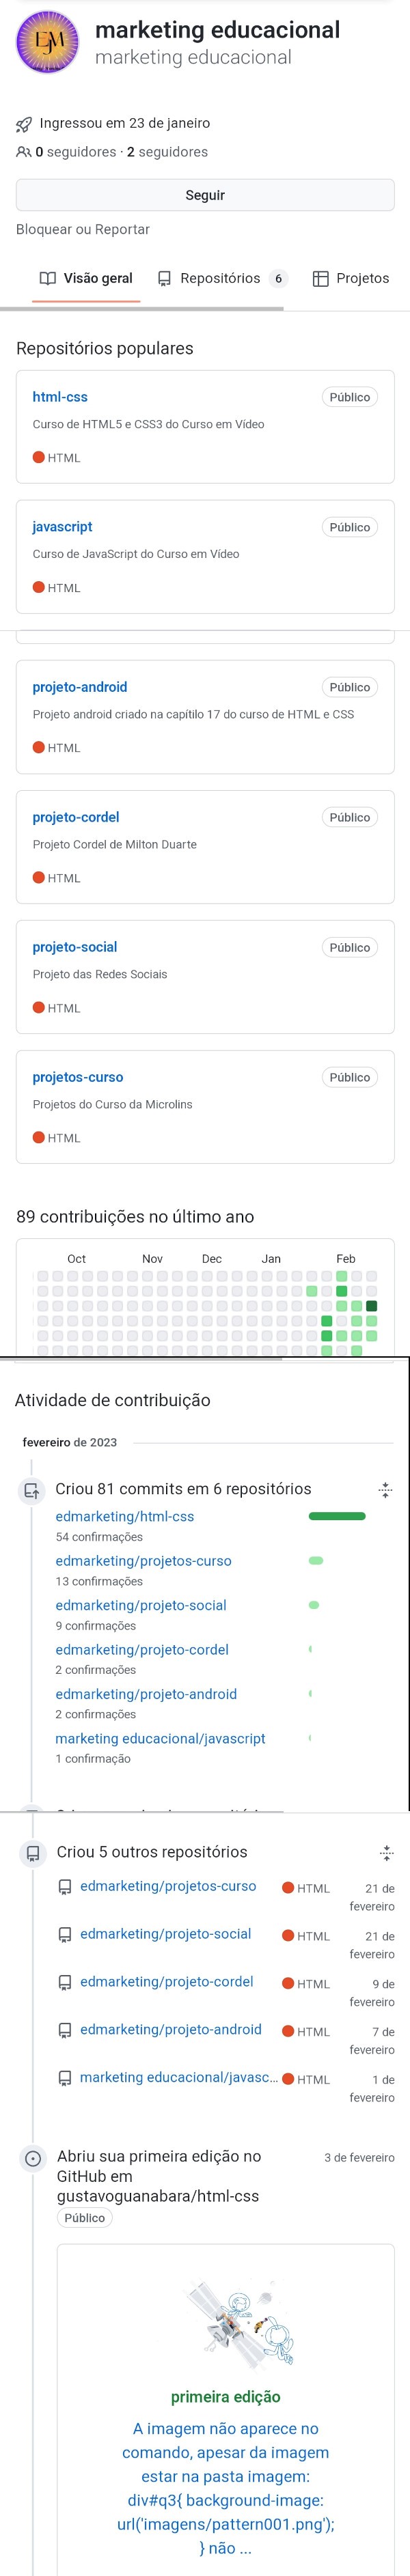 EJM
marketing educacional
marketing educacional
Ingressou em 23 de janeiro
0 seguidores · 2 seguidores
Seguir
Bloquear ou Reportar
Visão geral
Repositórios 6
Projetos
Repositórios populares
html-css
Público
Curso de HTML5 e CSS3 do Curso em Vídeo
HTML
javascript
Público
Curso de JavaScript do Curso em Vídeo
HTML
projeto-android
Público
Projeto android criado na capítilo 17 do curso de HTML e CSS
HTML
projeto-cordel
Público
Projeto Cordel de Milton Duarte
HTML
projeto-social
Público
Projeto das Redes Sociais
HTML
projetos-curso
Público
Projetos do Curso da Microlins
HTML
89 contribuições no último ano
Oct Nov Dec Jan Feb
Atividade de contribuição
fevereiro de 2023
Criou 81 commits em 6 repositórios
edmarketing/html-css
54 confirmações
edmarketing/projetos-curso
13 confirmações
edmarketing/projeto-social
9 confirmações
edmarketing/projeto-cordel
2 confirmações
edmarketing/projeto-android
2 confirmações
marketing educacional/javascript
1 confirmação
Criou 5 outros repositórios
edmarketing/projetos-curso
HTML
21 de
fevereiro
edmarketing/projeto-social
HTML
21 de
fevereiro
edmarketing/projeto-cordel
HTML
9 de
fevereiro
edmarketing/projeto-android
HTML
7 de
fevereiro
marketing educacional/javasc...
HTML
1 de
fevereiro
Abriu sua primeira edição no
GitHub em
gustavoguanabara/html-css
Público
3 de fevereiro
primeira edição
A imagem não aparece no
comando, apesar da imagem
estar na pasta imagem:
div#q3{ background-image:
url('imagens/pattern001.png');
} não ...